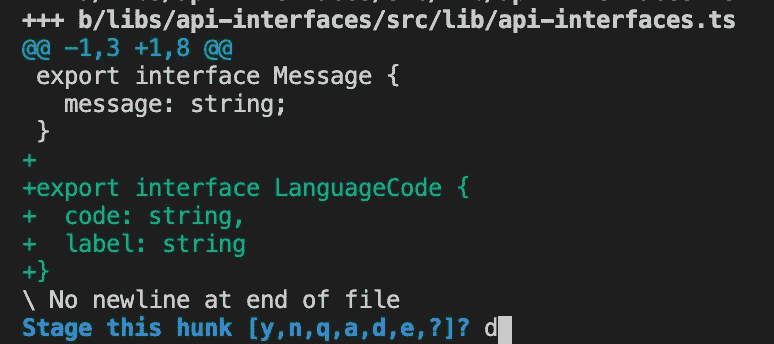 +++ b/libs/api-interfaces/src/lib/api-interfaces.ts
@@ -1,3 +1,8 @@
 export interface Message {
   message: string;
 }
+
+export interface LanguageCode {
+  code: string,
+  label: string
+}
\ No newline at end of file
Stage this hunk [y,n,q,a,d,e,?]? d